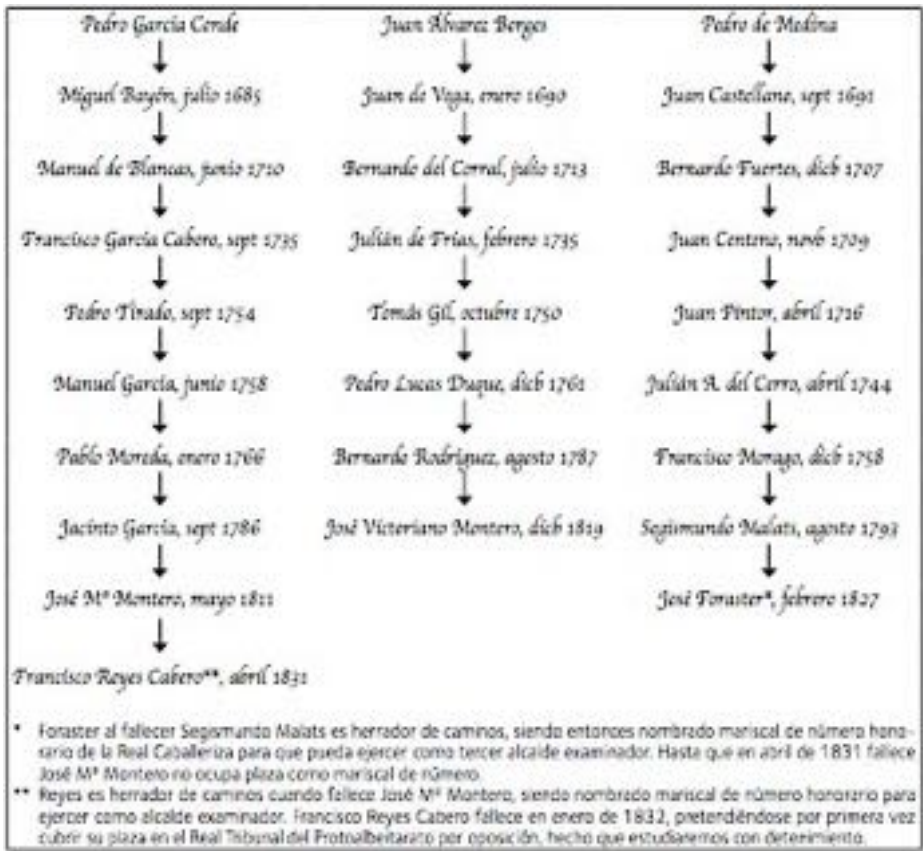 Pedro García Conde
Juan Álvarez Berges
Pedro de Medina
Miguel Bayón, julio 1685
Juan de Vega, enero 1690
Juan Castellano, sept 1691
Manuel de Blancas, junio 1710
Bernardo del Corral, julio 1713
Bernardo Fuertes, dicb 1707
Francisco García Cabero, sept 1735
Julián de Frías, febrero 1735
Juan Centeno, novb 1709
Pedro Tirado, sept 1754
Tomás Gil, octubre 1750
Juan Pintor, abril 1716
Manuel García, junio 1758
Pedro Lucas Duque, dicb 1761
Julián A. del Cerro, abril 1744
Pablo Moreda, enero 1766
Bernardo Rodríguez, agosto 1787
Francisco Morago, dicb 1758
Jacinto García, sept 1786
José Victoriano Montero, dicb 1819
Segismundo Malats, agosto 1793
José Mª Montero, mayo 1811
José Foraster*, febrero 1827
Francisco Reyes Cabero**, abril 1831
* Foraster al fallecer Segismundo Malats es herrador de caminos, siendo entonces nombrado mariscal de número hono-
rario de la Real Caballeriza para que pueda ejercer como tercer alcalde examinador. Hasta que en abril de 1831 fallece
José Mª Montero no ocupa plaza como mariscal de número.
** Reyes es herrador de caminos cuando fallece José Mª Montero, siendo nombrado mariscal de número honorario para
ejercer como alcalde examinador. Francisco Reyes Cabero fallece en enero de 1832, pretendiéndose por primera vez
cubrir su plaza en el Real Tribunal del Protoalbeitarato por oposición, hecho que estudiaremos con detenimiento.